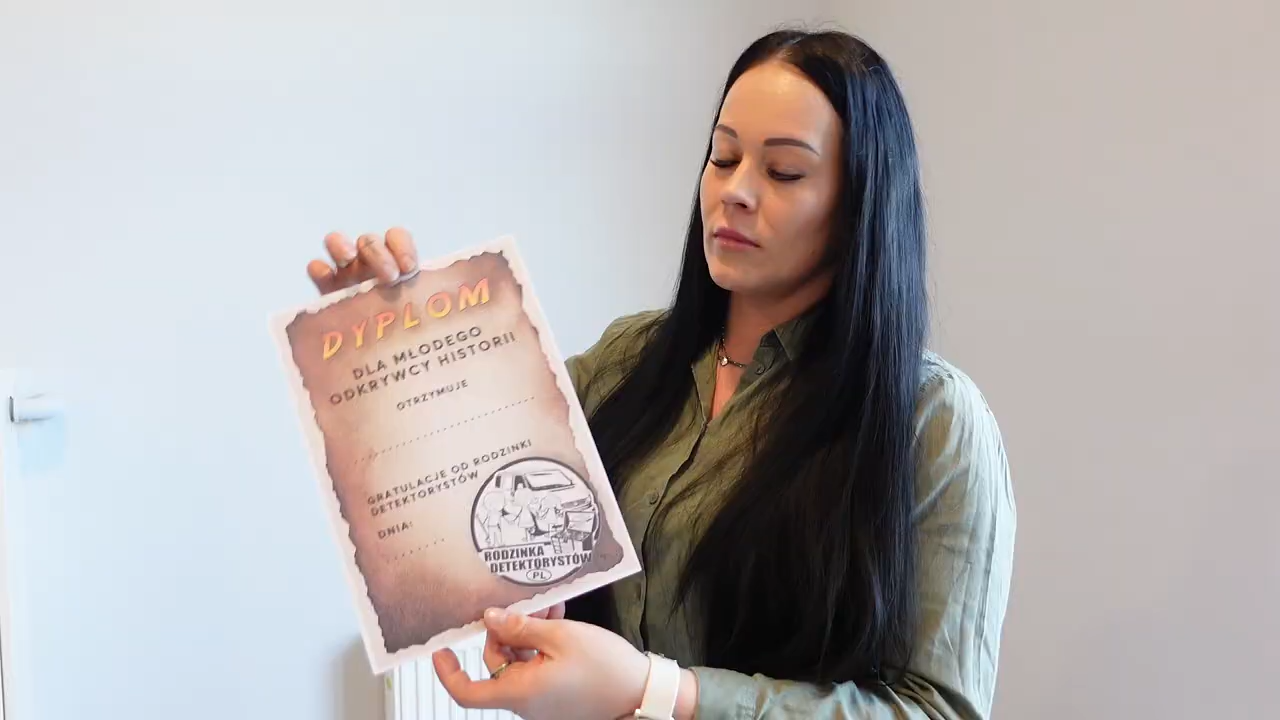 DYPLOM
DLA MŁODEGO
ODKRYWCY HISTORII
OTRZYMUJE
..............................
GRATULACJE OD RODZINKI
DETEKTORYSTÓW
DNIA:
.........
RODZINKA
DETEKTORYSTÓW
PL